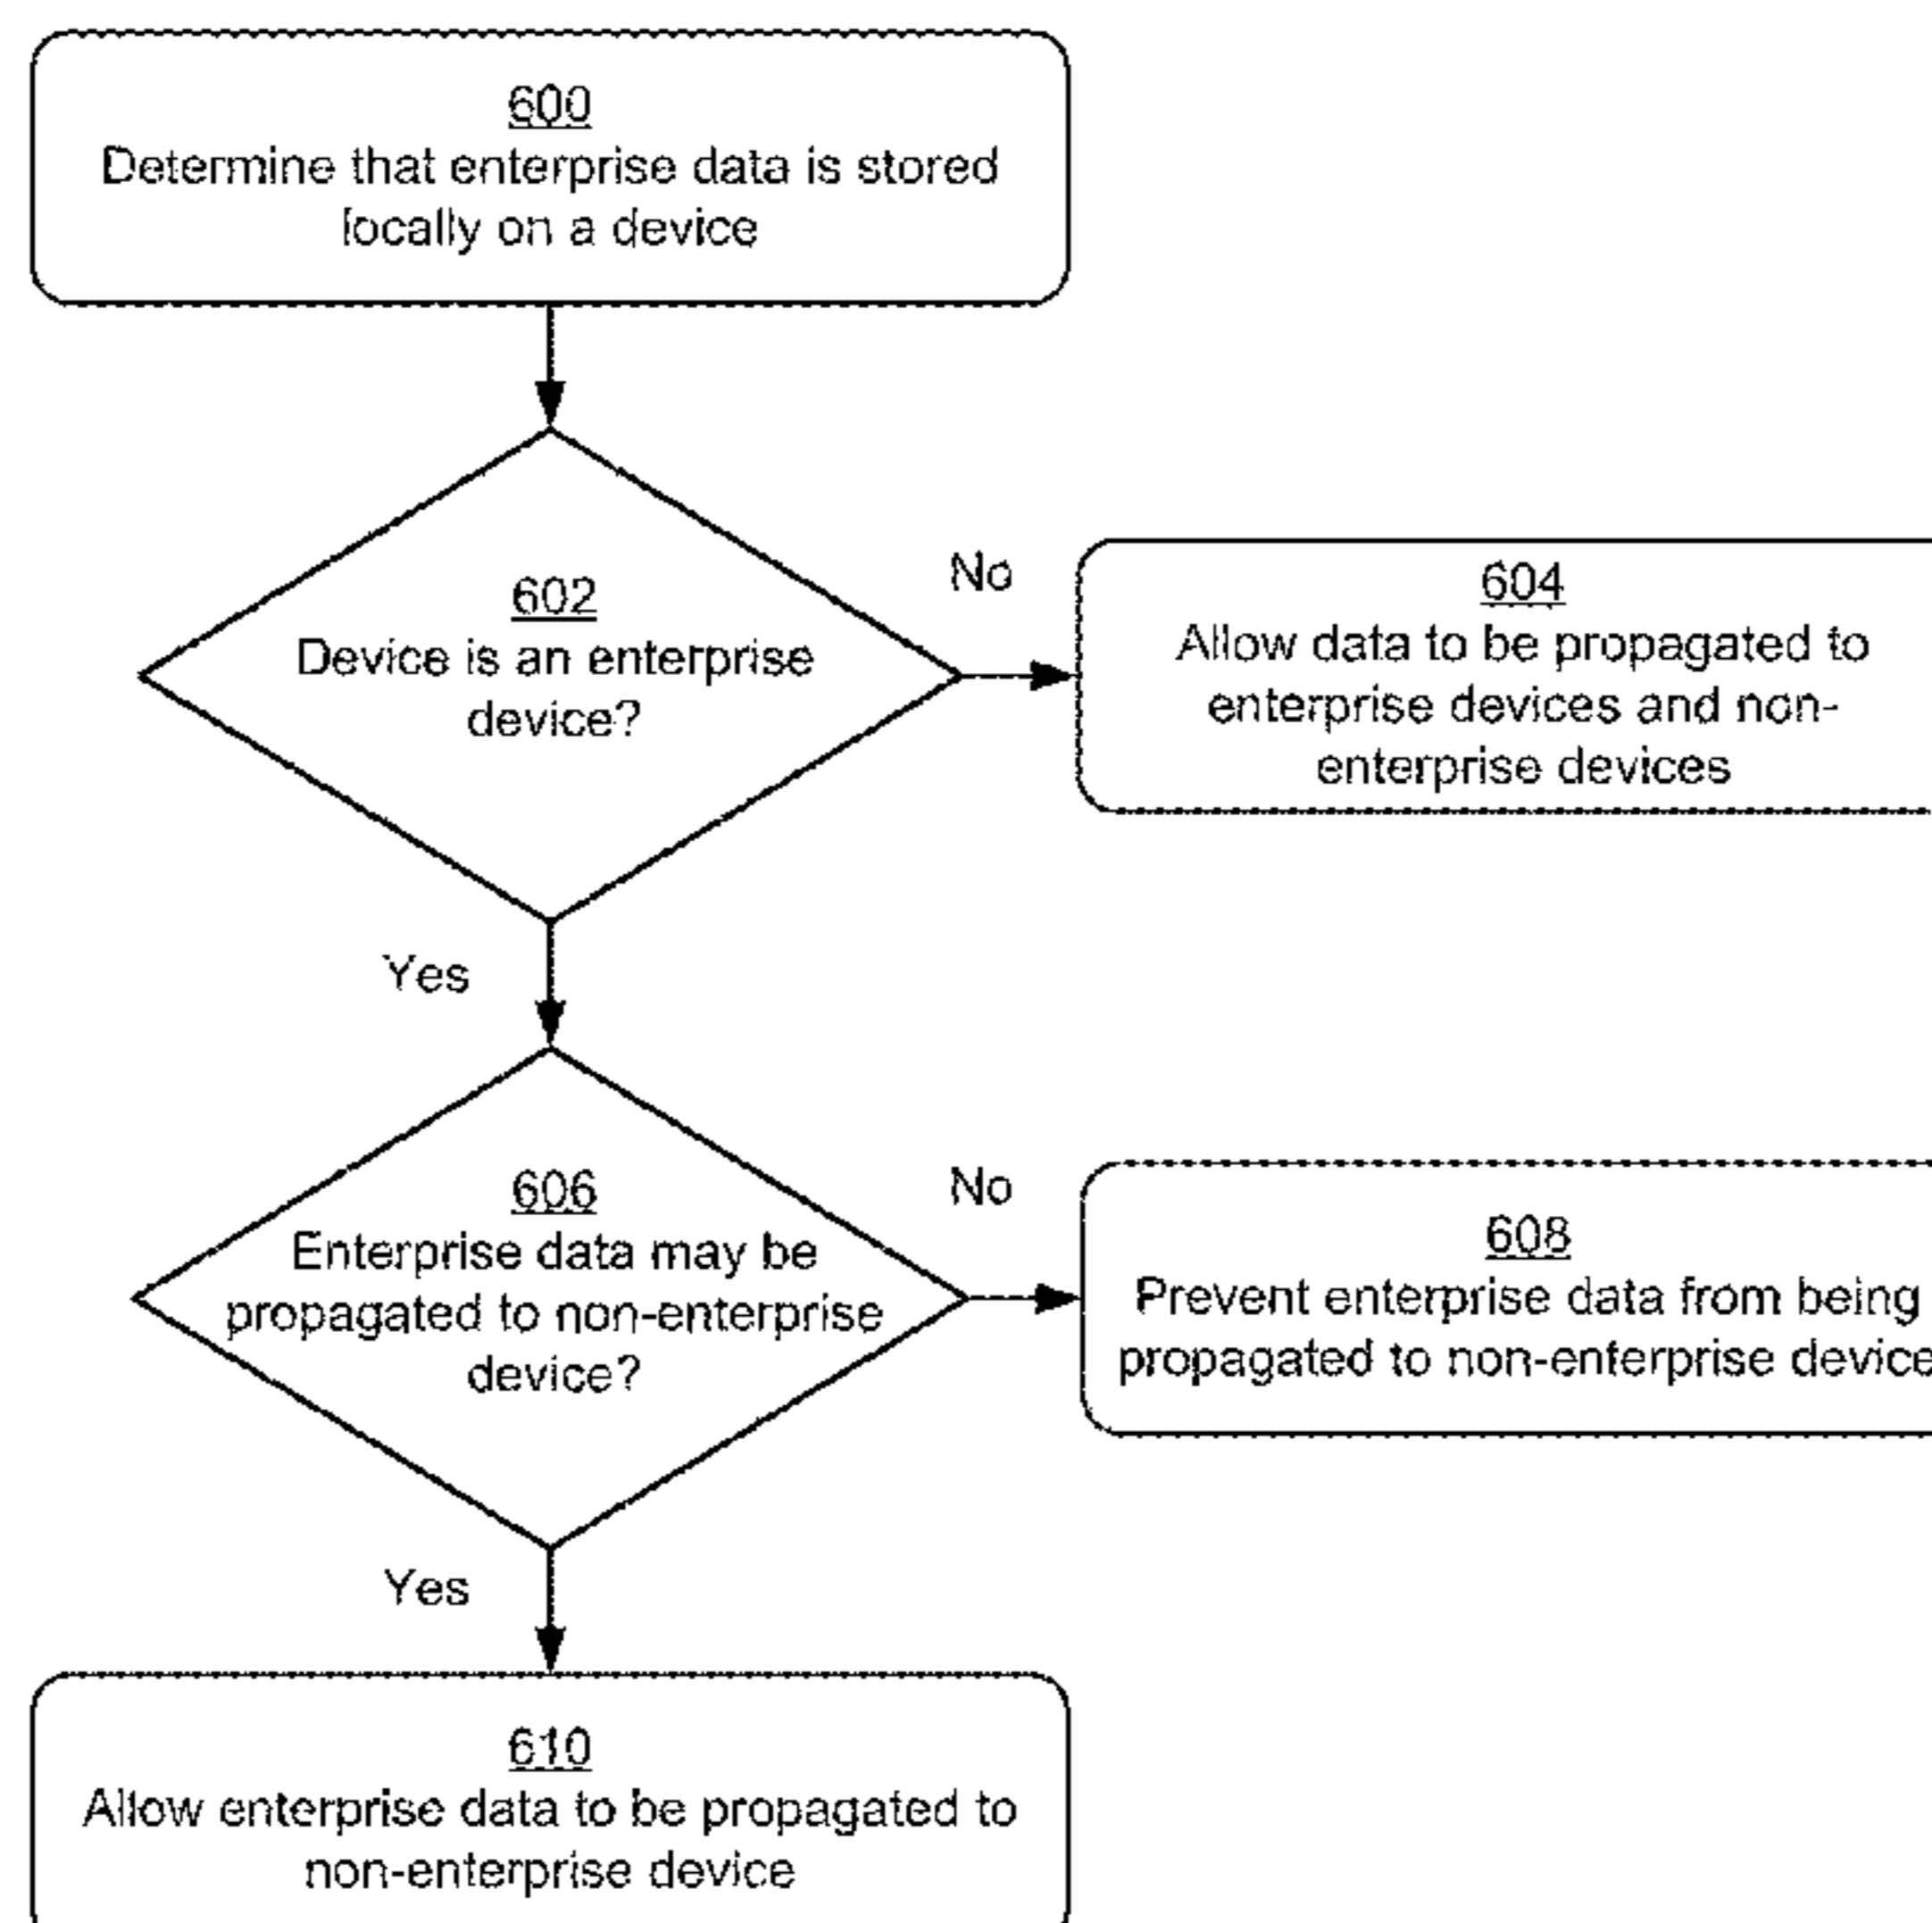 600
Determine that enterprise data is stored
locally on a device
No
602
Device is an enterprise
device?
604
Allow data to be propagated to
enterprise devices and non-
enterprise devices
Yes
No
606
Enterprise data may be
propagated to non-enterprise
device?
608
Prevent enterprise data from being
propagated to non-enterprise device
Yes
610
Allow enterprise data to be propagated to
non-enterprise device